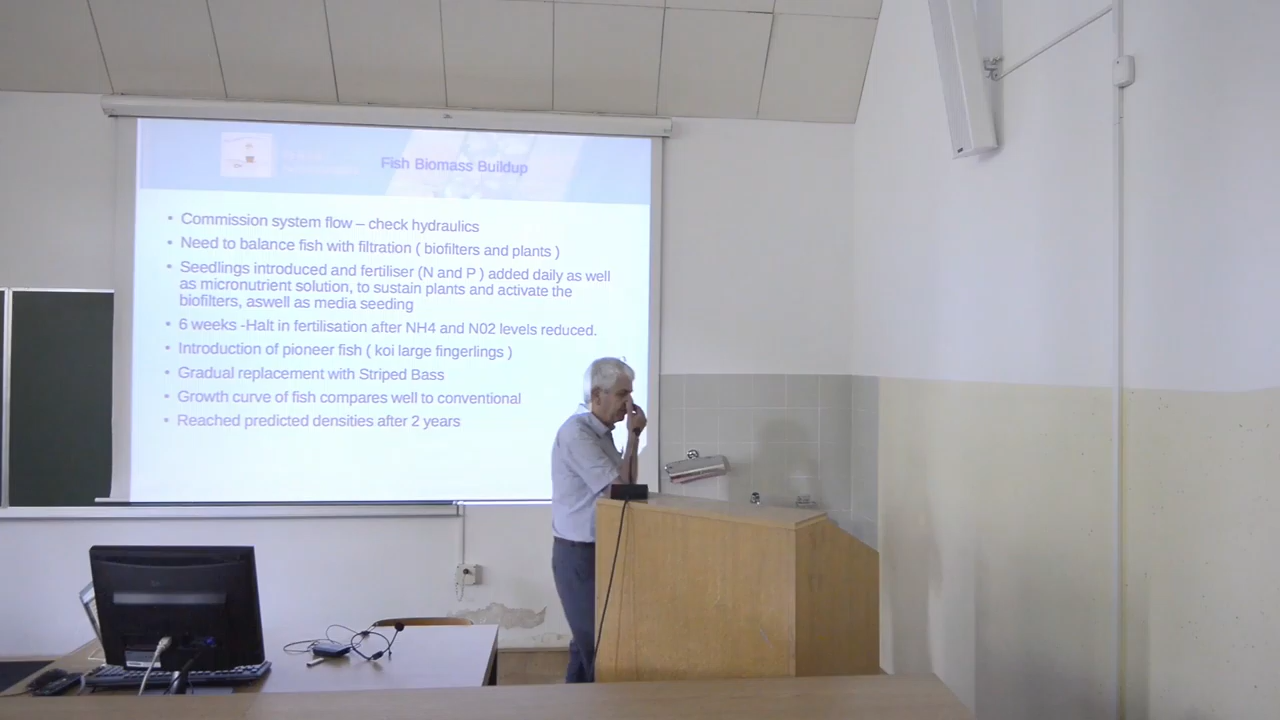 Fish Biomass Buildup
• Commission system flow – check hydraulics
• Need to balance fish with filtration ( biofilters and plants )
• Seedlings introduced and fertiliser (N and P ) added daily as well
as micronutrient solution, to sustain plants and activate the
biofilters, aswell as media seeding
• 6 weeks -Halt in fertilisation after NH4 and N02 levels reduced.
• Introduction of pioneer fish ( koi large fingerlings )
• Gradual replacement with Striped Bass
• Growth curve of fish compares well to conventional
• Reached predicted densities after 2 years